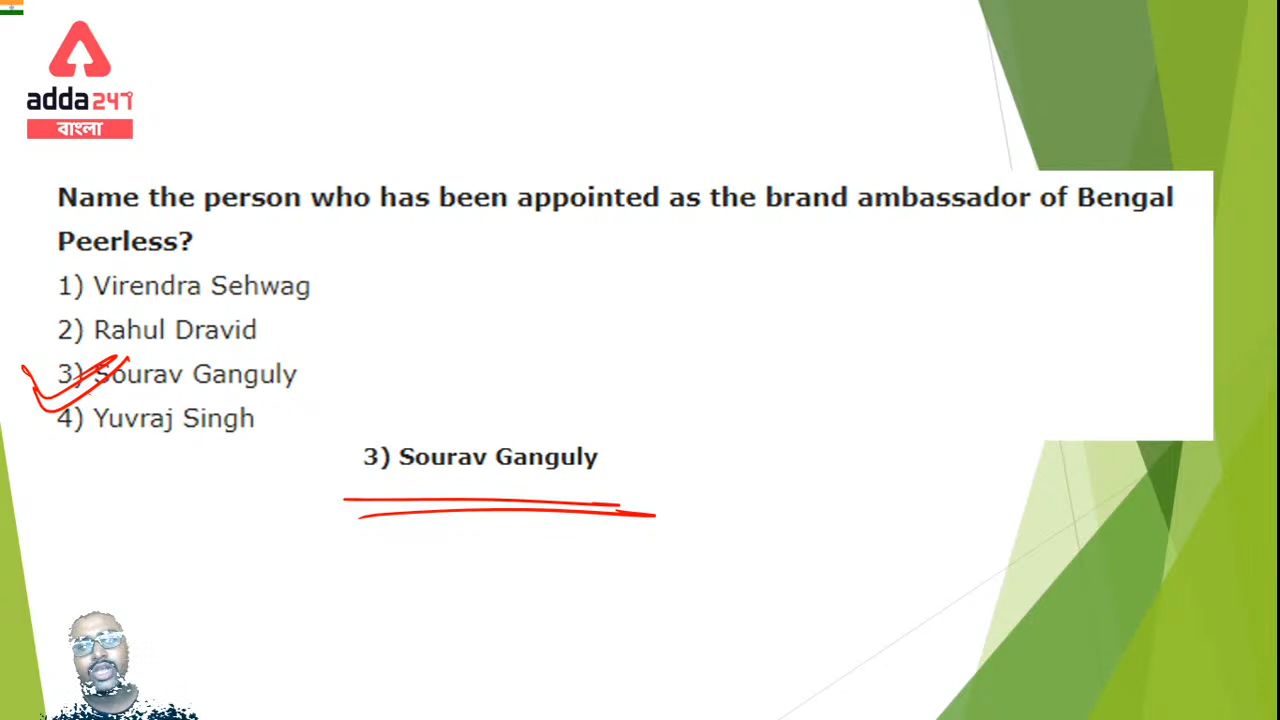 adda247
বাংলা
Name the person who has been appointed as the brand ambassador of Bengal
Peerless?
1) Virendra Sehwag
2) Rahul Dravid
3) Sourav Ganguly
4) Yuvraj Singh
3) Sourav Ganguly